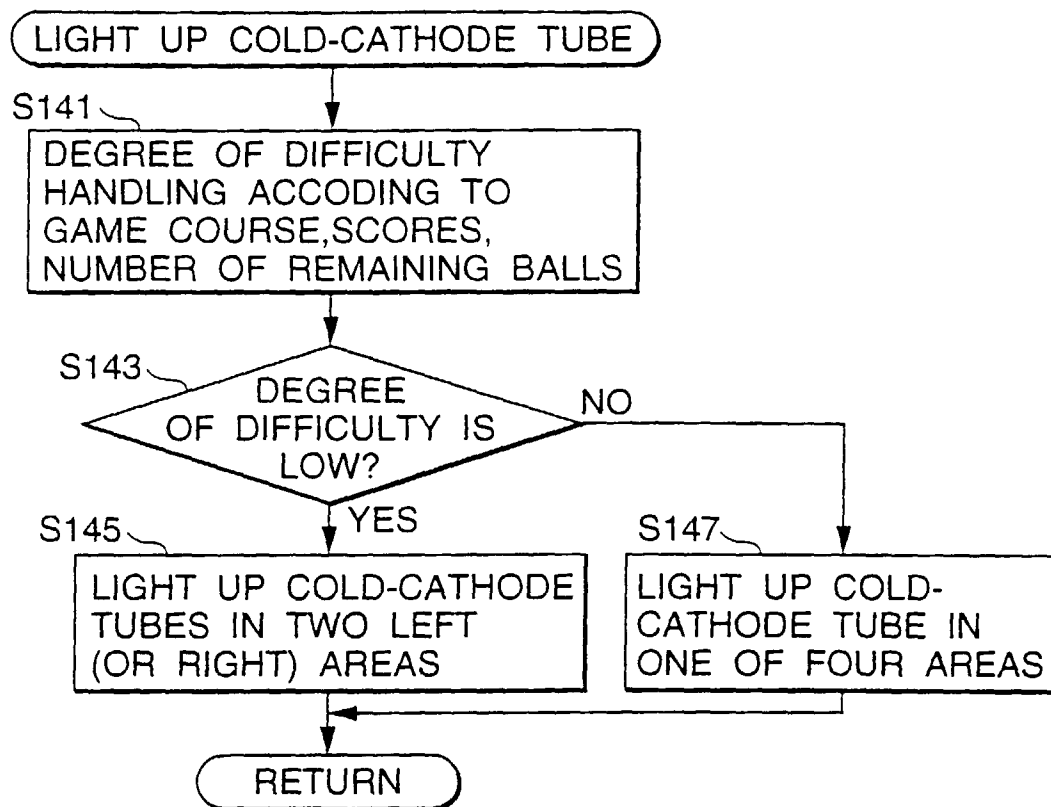 LIGHT UP COLD-CATHODE TUBE
S141
DEGREE OF DIFFICULTY
HANDLING ACCODING TO
GAME COURSE,SCORES,
NUMBER OF REMAINING BALLS
S143
DEGREE
OF DIFFICULTY IS
LOW?
NO
YES
S145
LIGHT UP COLD-CATHODE
TUBES IN TWO LEFT
(OR RIGHT) AREAS
S147
LIGHT UP COLD-
CATHODE TUBE IN
ONE OF FOUR AREAS
RETURN